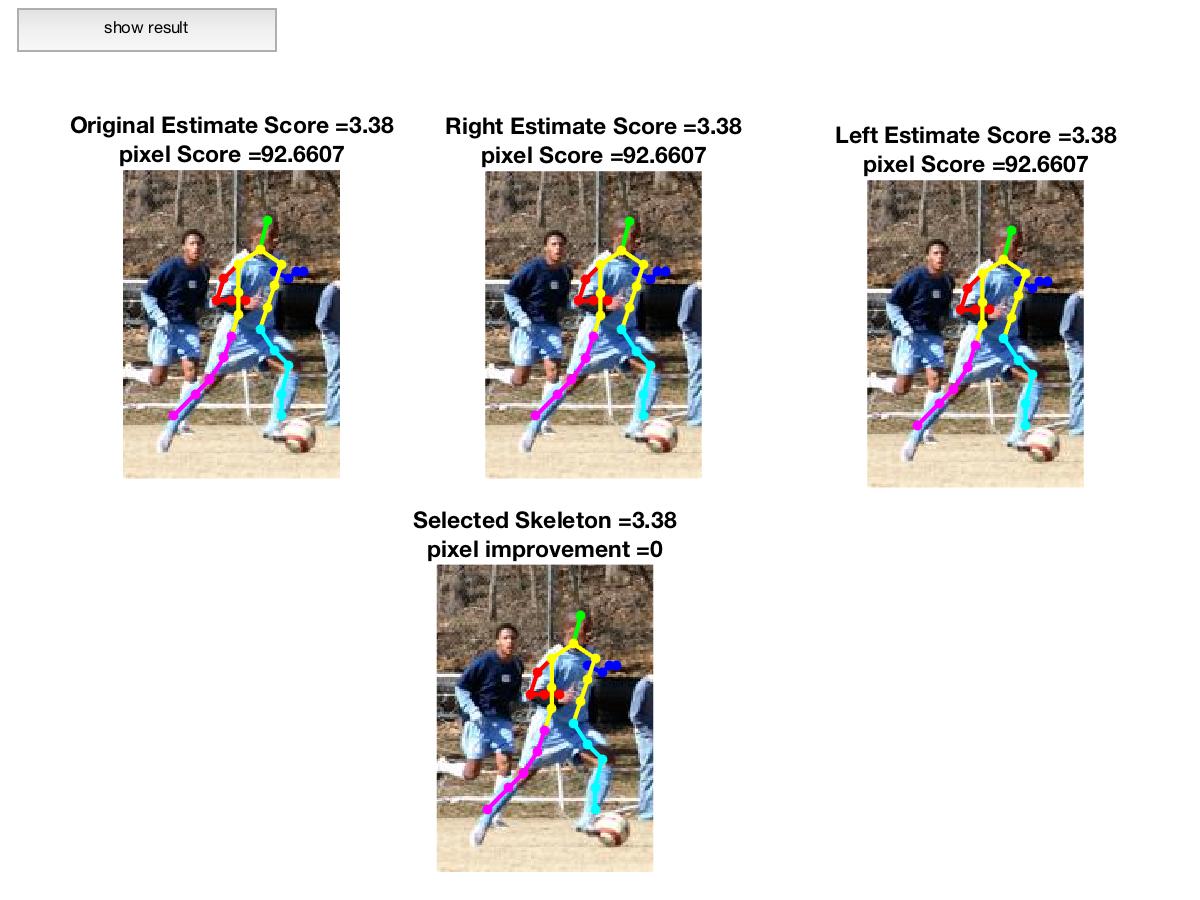 show result
Original Estimate Score =3.38
pixel Score =92.6607
Right Estimate Score =3.38
pixel Score =92.6607
Left Estimate Score =3.38
pixel Score =92.6607
Selected Skeleton =3.38
pixel improvement =0